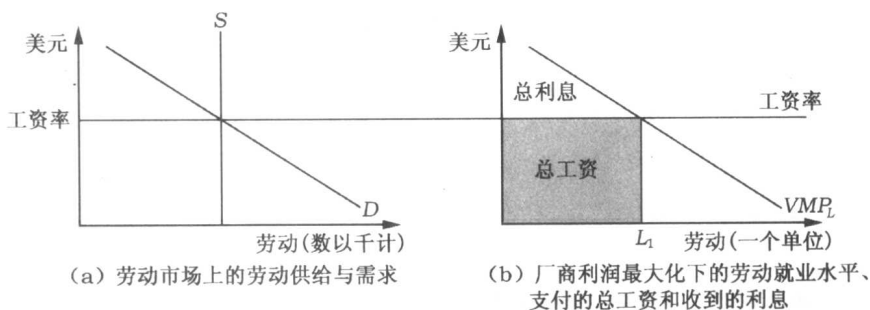 美元
S
工资率
D
劳动(数以千计)
(a) 劳动市场上的劳动供给与需求
美元
总利息
工资率
总工资
VMP_L
L_1
劳动(一个单位)
(b) 厂商利润最大化下的劳动就业水平、
支付的总工资和收到的利息